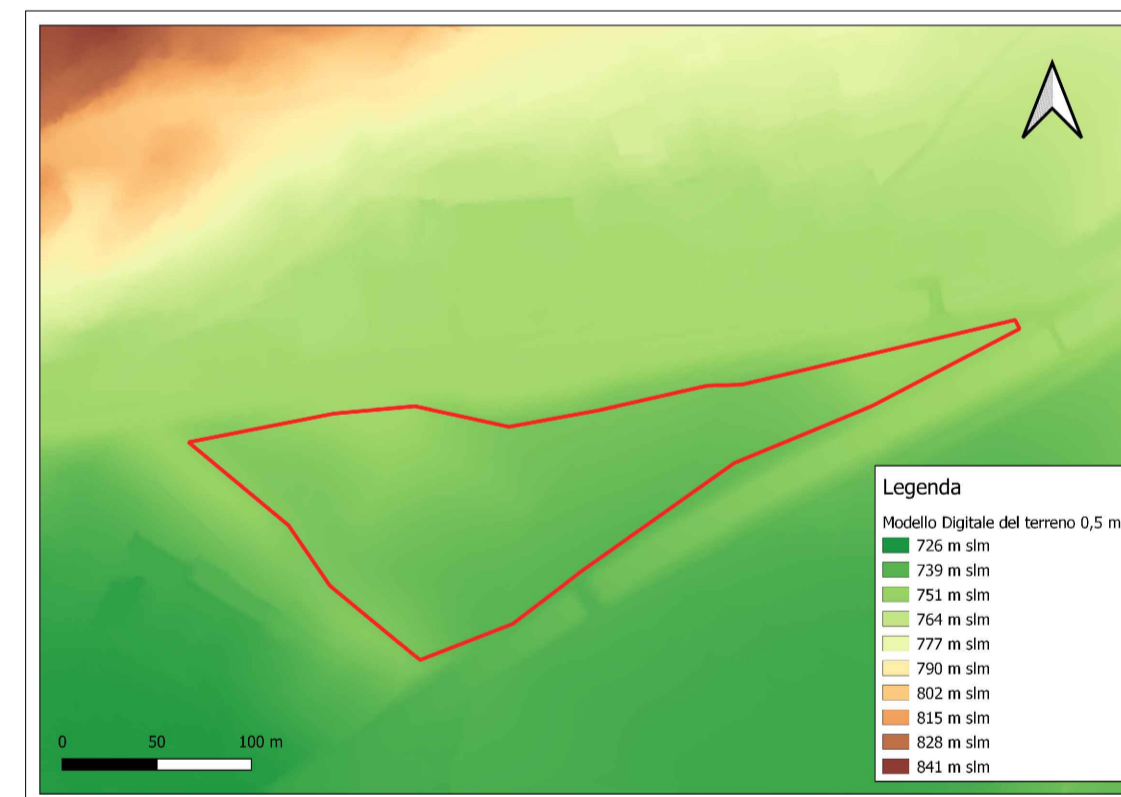 Legenda
Modello Digitale del terreno 0,5 m
726 m slm
739 m slm
751 m slm
764 m slm
777 m slm
790 m slm
802 m slm
815 m slm
828 m slm
841 m slm
0 50 100 m